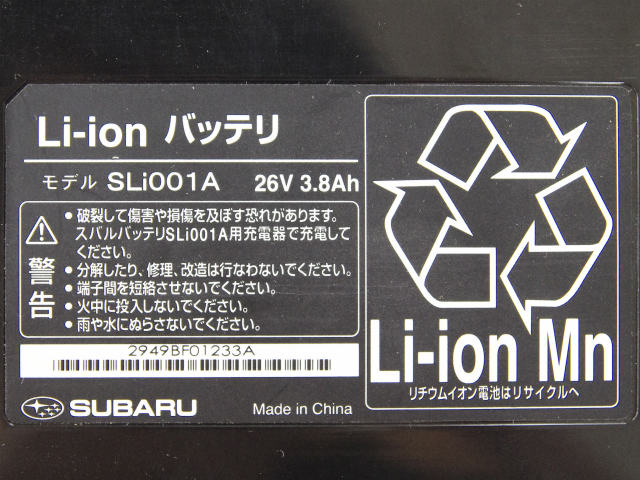 Li-ion バッテリ
モデル SLi001A 26V 3.8Ah
警告
・破裂して傷害や損傷を及ぼす恐れがあります。
スバルバッテリSLi001A用充電器で充電して
ください。
・分解したり、修理、改造は行なわないでください。
・端子間を短絡させないでください。
・火中に投入しないでください。
・雨や水にぬらさないでください。
2949BF01233A
SUBARU Made in China
Li-ion Mn
リチウムイオン電池はリサイクルへ